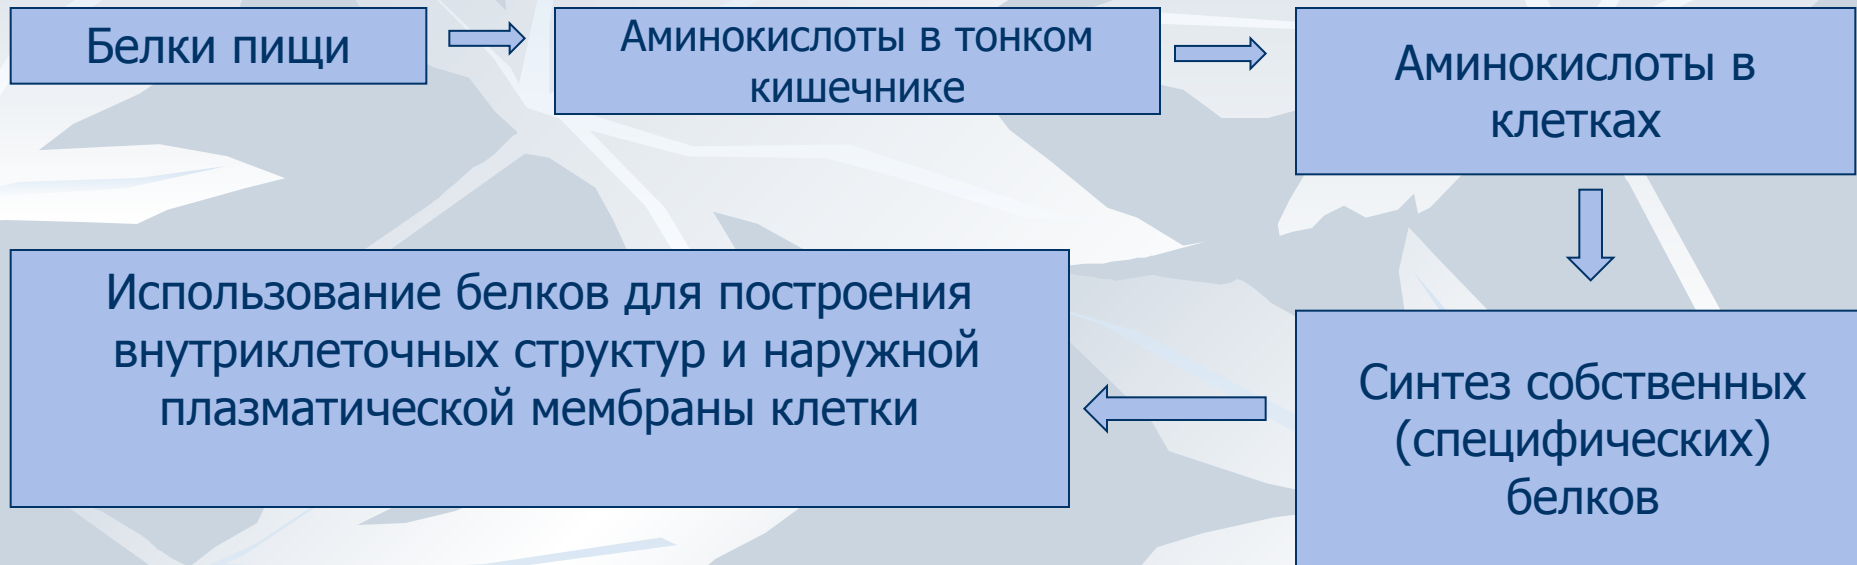 Белки пищи
Аминокислоты в тонком
кишечнике
Аминокислоты в
клетках
Синтез собственных
(специфических)
белков
Использование белков для построения
внутриклеточных структур и наружной
плазматической мембраны клетки